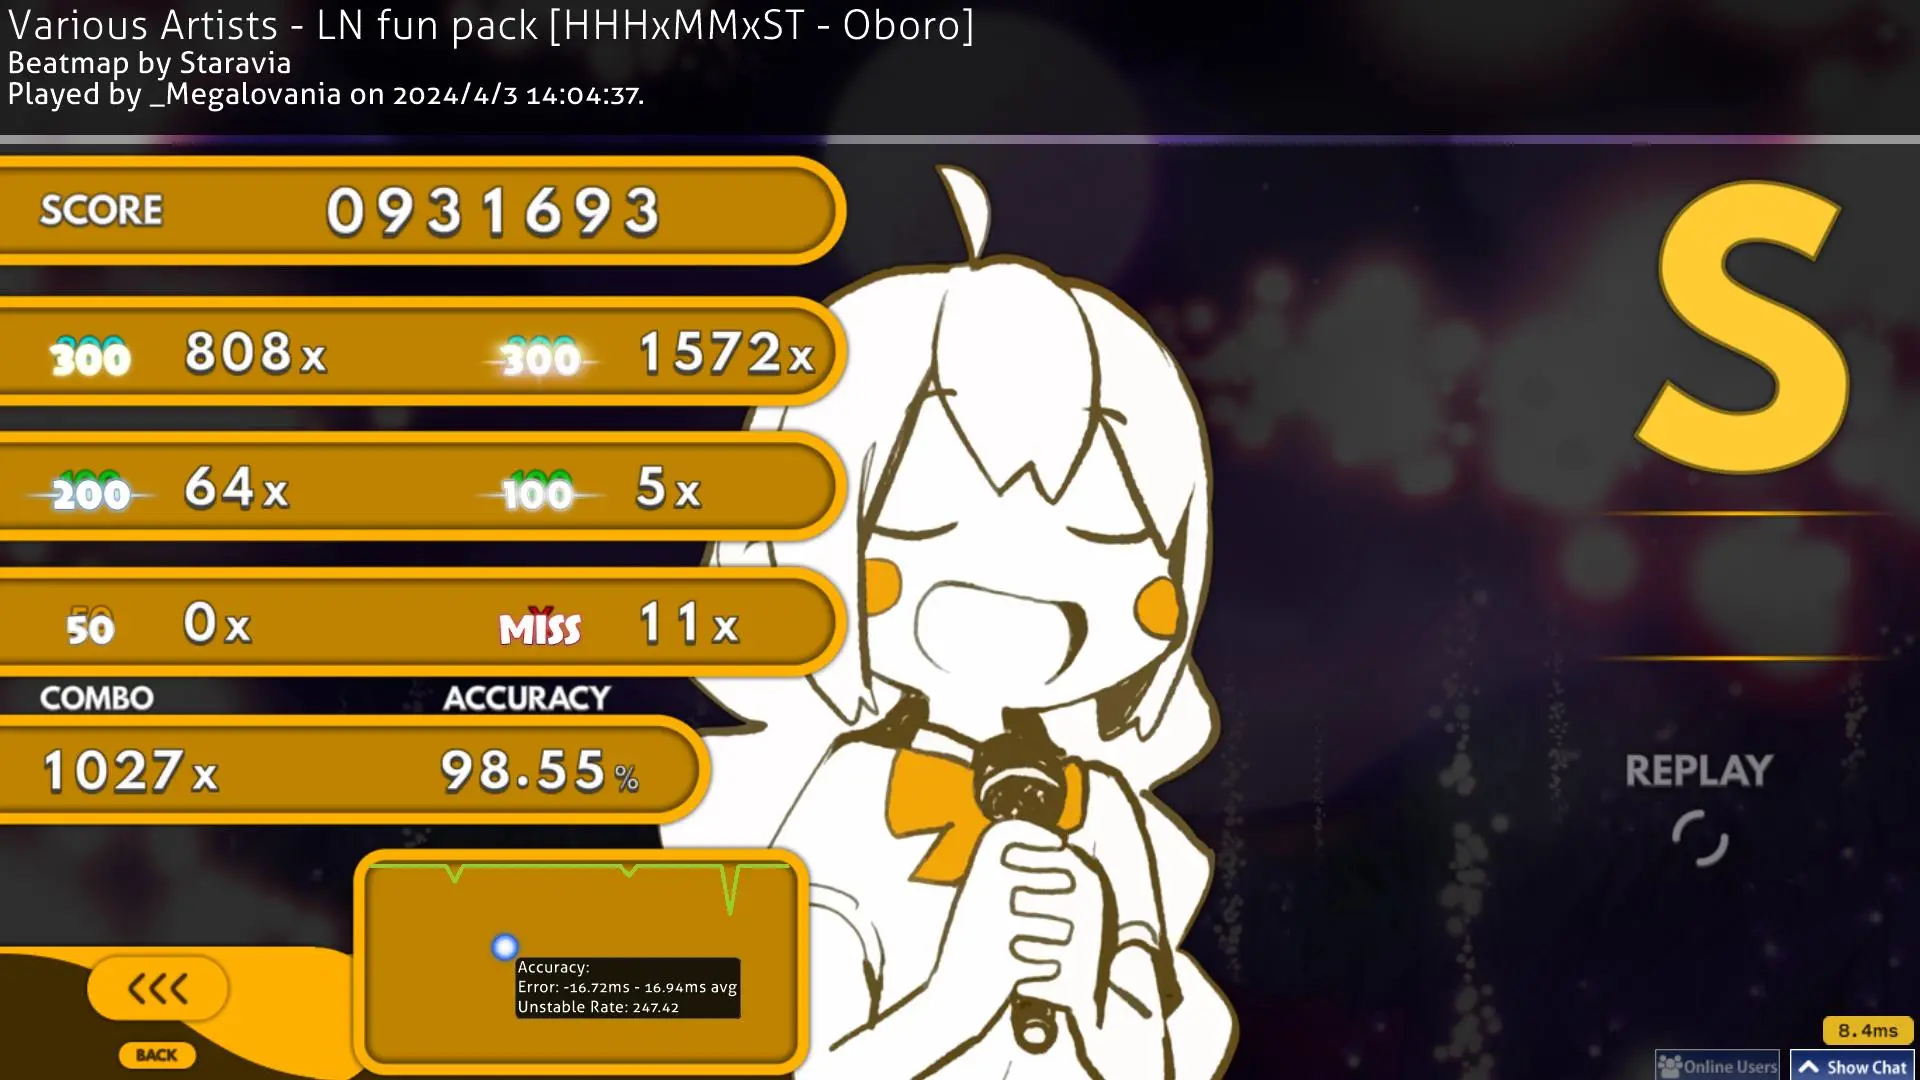 Various Artists - LN fun pack [HHHxMMxST - Oboro]
Beatmap by Staravia
Played by _Megalovania on 2024/4/3 14:04:37.
SCORE 0931693
300 808x 300 1572x
200 64x 100 5x
50 0x MISS 11x
COMBO ACCURACY
1027x 98.55%
S
REPLAY
Accuracy:
Error: -16.72ms - 16.94ms avg
Unstable Rate: 247.42
<<<
BACK
8.4ms
Online Users Show Chat